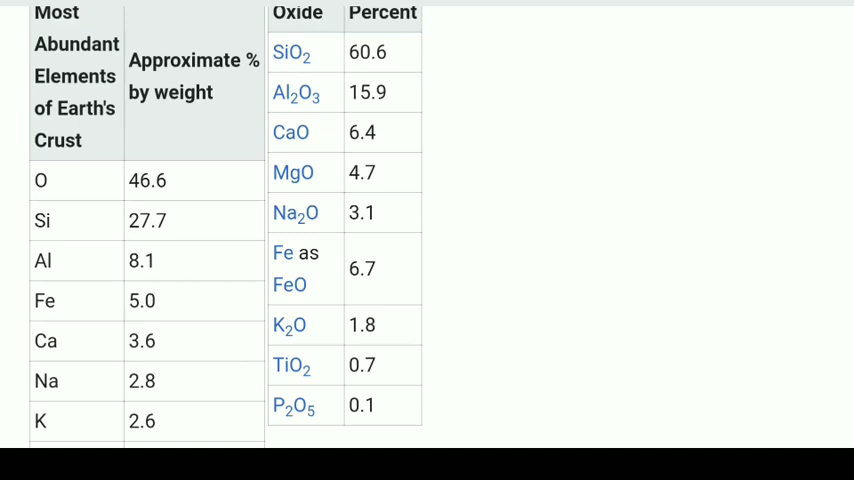 Most
Abundant
Elements
of Earth's
Crust
Approximate %
by weight
O 46.6
Si 27.7
Al 8.1
Fe 5.0
Ca 3.6
Na 2.8
K 2.6
Oxide Percent
SiO₂ 60.6
Al₂O₃ 15.9
CaO 6.4
MgO 4.7
Na₂O 3.1
Fe as
FeO
6.7
K₂O 1.8
TiO₂ 0.7
P₂O₅ 0.1